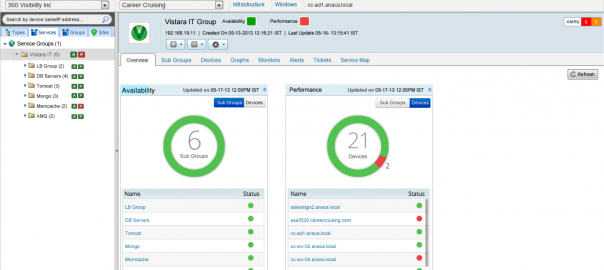 360 Visibility Inc
Career Cruising
Infrastructure
Windows
cc-ad1.anaca.local
Search by device name/IP address..
Types
Services
Groups
Sites
Service Groups (1)
Vistara IT (6)
A
P
LB Group (2)
A P
DB Servers (4)
A P
Tomcat (3)
A P
Mongo (3)
A P
Memcache (2)
A P
AMQ (2)
A P
Vistara IT Group
Availability
Performance
Alerts
192.168.19.11 | Created On 05-13-2013 12:16:21 IST | Last Update 05-16- 13:15:41 IST
Overview
Sub Groups
Devices
Graphs
Monitors
Alerts
Tickets
Service Map
Refresh
Availability
Updated on 05-17-13 12:00PM IST
Sub Groups
Devices
6
Sub Groups
Name
Status
LB Group
DB Servers
Tomcat
Mongo
Memcache
Performance
Updated on 05-17-13 12:00PM IST
Sub Groups
Devices
21
Devices
2
Name
Status
saleslogix2.anaca.local
asa5520.careercruising.com
cc-ad1.anaca.local
cc-srv-02.anaca.local
cc-srv-04.anaca.local